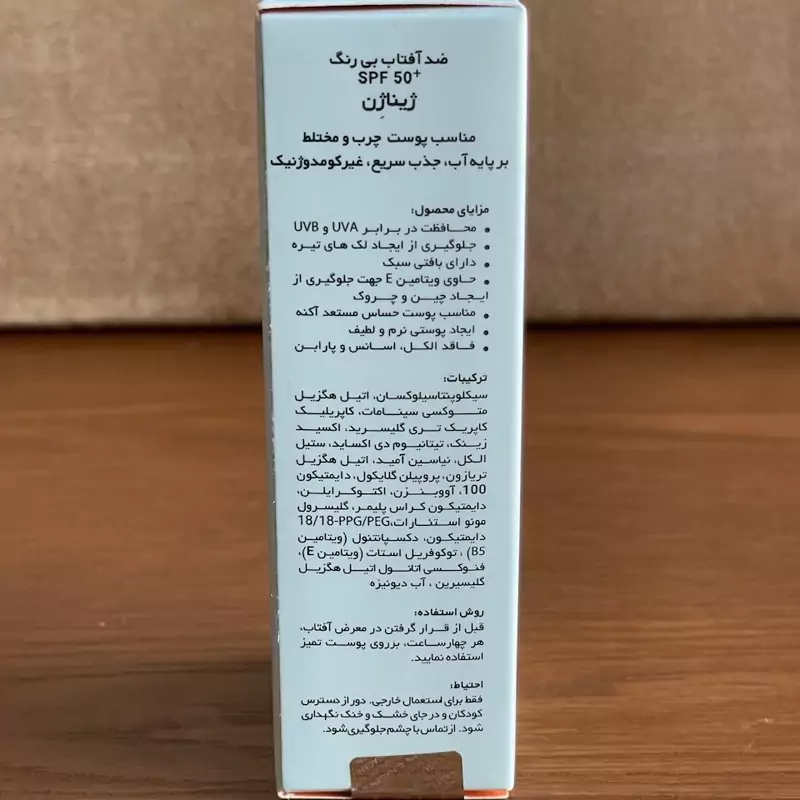 ضد آفتاب بی رنگ
SPF 50+
ژیناژن
مناسب پوست چرب و مختلط
بر پایه آب، جذب سریع، غیرکومدوژنیک
مزایای محصول:
• محافظت در برابر UVA و UVB
• جلوگیری از ایجاد لک های تیره
• دارای بافتی سبک
• حاوی ویتامین E جهت جلوگیری از
ایجاد چین و چروک
• مناسب پوست حساس مستعد آکنه
• ایجاد پوستی نرم و لطیف
• فاقد الکل، اسانس و پارابن
ترکیبات:
سیکلوپنتاسیلوکسان، اتیل هگزیل
متوکسی سینامات، کاپریلیک
کاپریک تری گلیسرید، اکسید
زینک، تیتانیوم دی اکساید، ستیل
الکل، نیاسین آمید، اتیل هگزیل
تریازون، پروپیلن گلایکول، دایمتیکون
100، آووبنزن، اکتوکرایلن،
دایمتیکون کراس پلیمر، گلیسرول
مونو استئارات،18/18-PPG/PEG
دایمتیکون، دکسپانتنول (ویتامین
B5) ، توکوفریل استات (ویتامین E)،
فنوکسی اتانول اتیل هگزیل
گلیسیرین ، آب دیونیزه
روش استفاده:
قبل از قرار گرفتن در معرض آفتاب،
هر چهارساعت، برروی پوست تمیز
استفاده نمایید.
احتیاط:
فقط برای استعمال خارجی. دور از دسترس
کودکان و در جای خشک و خنک نگهداری
شود. از تماس با چشم جلوگیری شود.